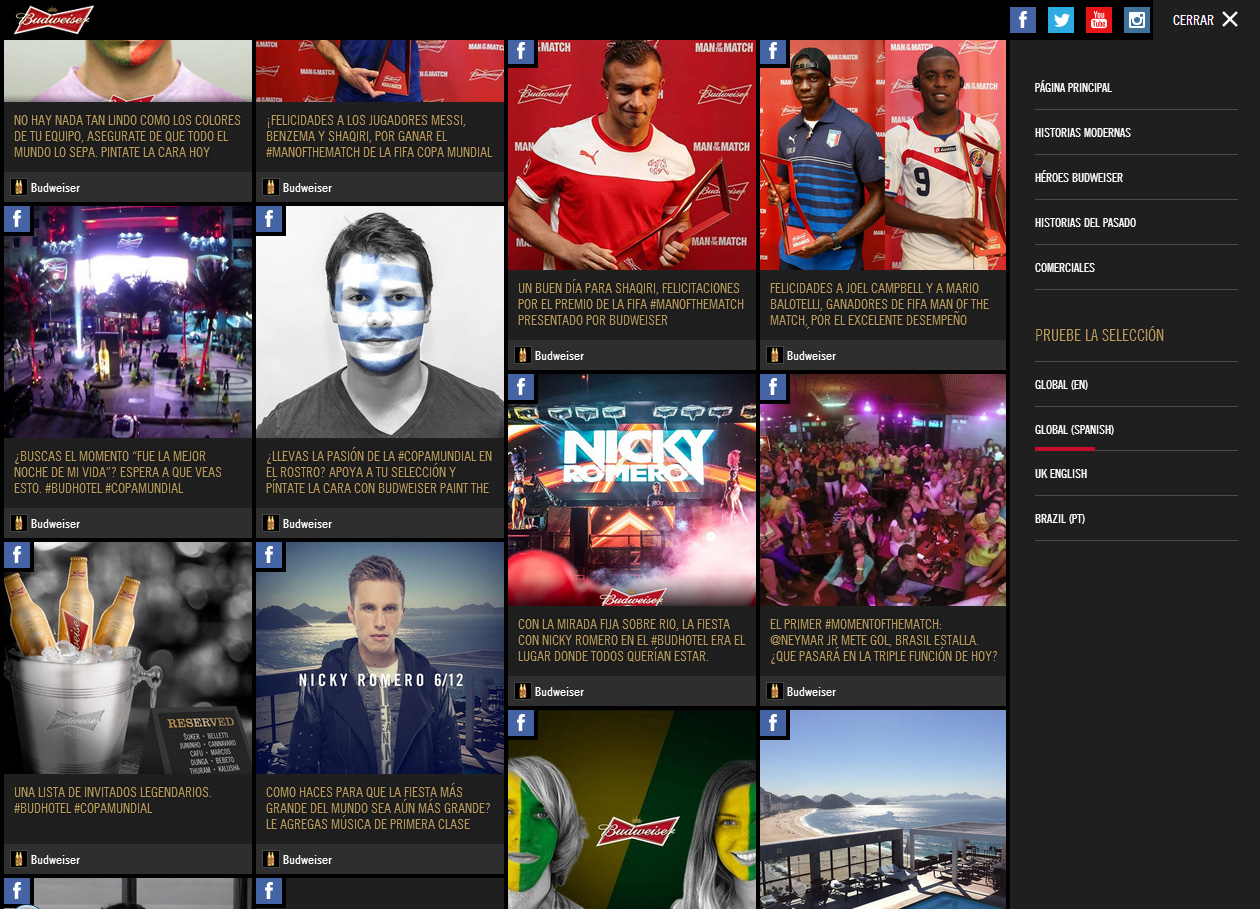 Budweiser
f
You
Tube
CERRAR
NO HAY NADA TAN LINDO COMO LOS COLORES
DE TU EQUIPO, ASEGURATE DE QUE TODO EL
MUNDO LO SEPA. PINTATE LA CARA HOY
Budweiser
¡FELICIDADES A LOS JUGADORES MESSI,
BENZEMA Y SHAQIRI, POR GANAR EL
#MANOFTHEMATCH DE LA FIFA COPA MUNDIAL
Budweiser
MAN OF THE MATCH
Budweiser
UN BUEN DÍA PARA SHAQIRI, FELICITACIONES
POR EL PREMIO DE LA FIFA #MANOFTHEMATCH
PRESENTADO POR BUDWEISER
Budweiser
9
FELICIDADES A JOEL CAMPBELL Y A MARIO
BALOTELLI, GANADORES DE FIFA MAN OF THE
MATCH, POR EL EXCELENTE DESEMPEÑO
Budweiser
¿BUSCAS EL MOMENTO “FUE LA MEJOR
NOCHE DE MI VIDA”? ESPERA A QUE VEAS
ESTO. #BUDHOTEL #COPAMUNDIAL
Budweiser
¿LLEVAS LA PASIÓN DE LA #COPAMUNDIAL EN
EL ROSTRO? APOYA A TU SELECCIÓN Y
PÍNTATE LA CARA CON BUDWEISER PAINT THE
Budweiser
NICKY
ROMERO
Budweiser
CON LA MIRADA FIJA SOBRE RIO, LA FIESTA
CON NICKY ROMERO EN EL #BUDHOTEL ERA EL
LUGAR DONDE TODOS QUERÍAN ESTAR.
Budweiser
EL PRIMER #MOMENTOFTHEMATCH:
@NEYMAR JR METE GOL, BRASIL ESTALLA.
¿QUE PASARÁ EN LA TRIPLE FUNCIÓN DE HOY?
Budweiser
Budweiser
RESERVED
ŠUKER • BELLETTI
JUNINHO • CANNAVARO
CAFU • MARCOS
DUNGA • BEBETO
THURAM • KALUSHA
UNA LISTA DE INVITADOS LEGENDARIOS.
#BUDHOTEL #COPAMUNDIAL
Budweiser
NICKY ROMERO 6/12
COMO HACES PARA QUE LA FIESTA MÁS
GRANDE DEL MUNDO SEA AÚN MÁS GRANDE?
LE AGREGAS MÚSICA DE PRIMERA CLASE
Budweiser
Budweiser
PÁGINA PRINCIPAL
HISTORIAS MODERNAS
HÉROES BUDWEISER
HISTORIAS DEL PASADO
COMERCIALES
PRUEBE LA SELECCIÓN
GLOBAL (EN)
GLOBAL (SPANISH)
UK ENGLISH
BRAZIL (PT)